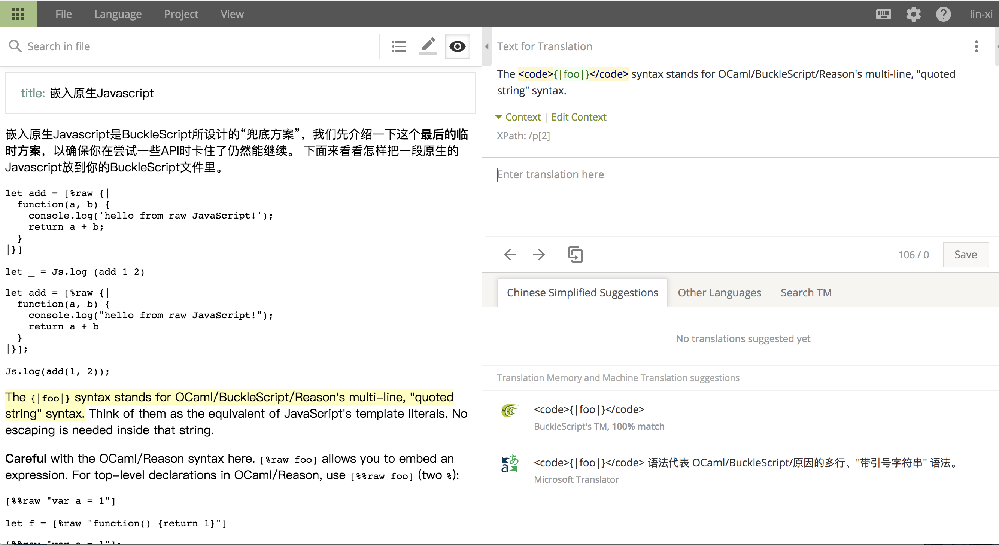 File Language Project View lin-xi
Search in file
title: 嵌入原生Javascript
嵌入原生Javascript是BuckleScript所设计的“兜底方案”，我们先介绍一下这个最后的临
时方案，以确保你在尝试一些API时卡住了仍然能继续。 下面来看看怎样把一段原生的
Javascript放到你的BuckleScript文件里。
let add = [%raw {|
  function(a, b) {
    console.log('hello from raw JavaScript!');
    return a + b;
  }
|}]
let _ = Js.log (add 1 2)
let add = [%raw {|
  function(a, b) {
    console.log("hello from raw JavaScript!");
    return a + b
  }
|}];
Js.log(add(1, 2));
The {|foo|} syntax stands for OCaml/BuckleScript/Reason's multi-line, "quoted
string" syntax. Think of them as the equivalent of JavaScript's template literals. No
escaping is needed inside that string.
Careful with the OCaml/Reason syntax here. [%raw foo] allows you to embed an
expression. For top-level declarations in OCaml/Reason, use [%%raw foo] (two %):
[%%raw "var a = 1"]
let f = [%raw "function() {return 1}"]
[%%raw "var a = 1"];
Text for Translation
The <code>{|foo|}</code> syntax stands for OCaml/BuckleScript/Reason's multi-line, "quoted
string" syntax.
Context | Edit Context
XPath: /p[2]
Enter translation here
106 / 0 Save
Chinese Simplified Suggestions Other Languages Search TM
No translations suggested yet
Translation Memory and Machine Translation suggestions
<code>{|foo|}</code>
BuckleScript's TM, 100% match
<code>{|foo|}</code> 语法代表 OCaml/BuckleScript/原因的多行、"带引号字符串" 语法。
Microsoft Translator